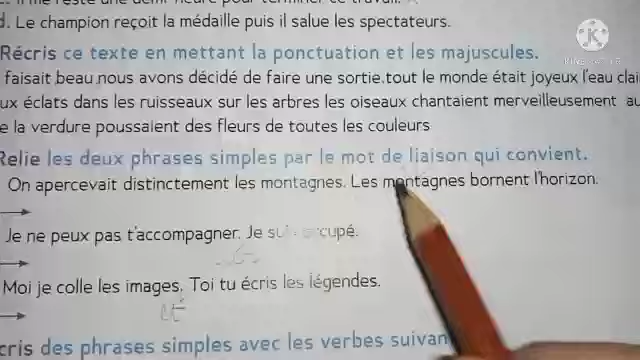 d. Le champion reçoit la médaille puis il salue les spectateurs.
Récris ce texte en mettant la ponctuation et les majuscules.
faisait beau nous avons décidé de faire une sortie tout le monde était joyeux l'eau
éclats dans les ruisseaux sur les arbres les oiseaux chantaient merveilleusement
la verdure poussaient des fleurs de toutes les couleurs
Relie les deux phrases simples par le mot de liaison qui convient.
On apercevait distinctement les montagnes. Les montagnes bornent l'horizon.
Je ne peux pas t'accompagner. Je
Moi je colle les images. Toi tu écris les légendes.
et
des phrases simples avec les verbes